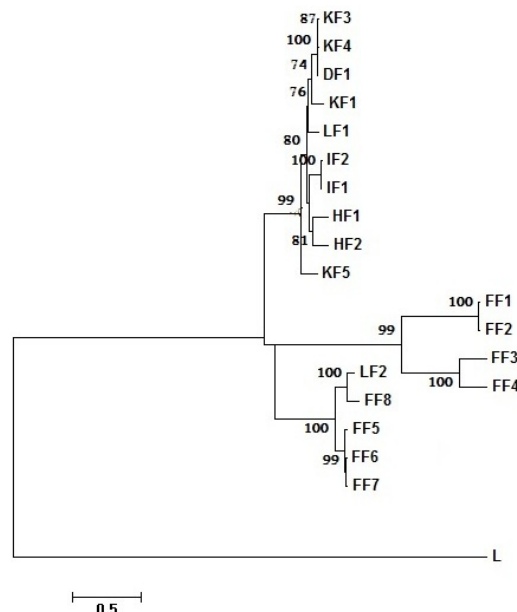 87 KF3
100 KF4
74 DF1
76 KF1
LF1
80
100 IF2
IF1
99 HF1
81 HF2
KF5
100 FF1
99 FF2
FF3
100 FF4
100 LF2
FF8
100 FF5
99 FF6
FF7
L
0.5